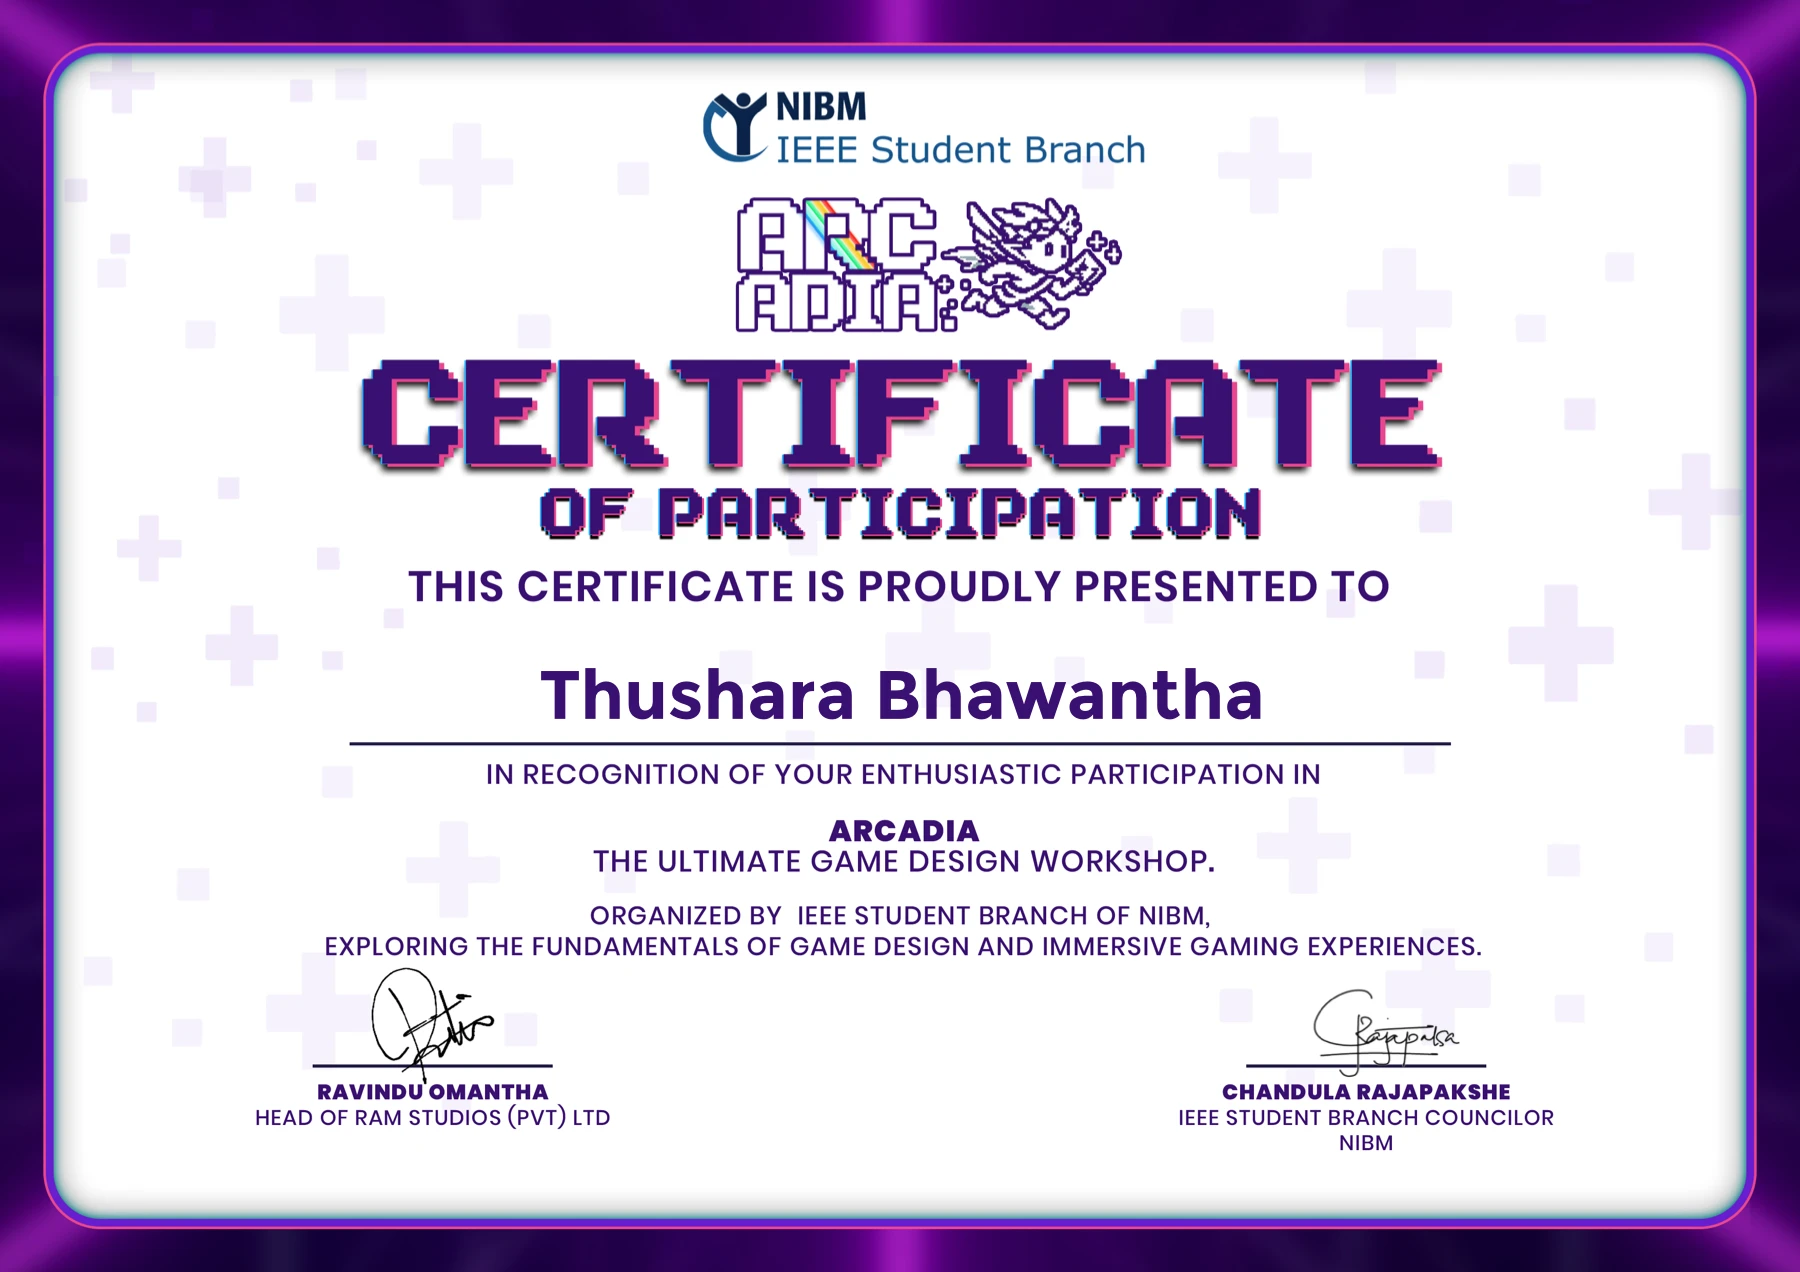 NIBM
IEEE Student Branch
ARC
ADIA
CERTIFICATE
OF PARTICIPATION
THIS CERTIFICATE IS PROUDLY PRESENTED TO
Thushara Bhawantha
IN RECOGNITION OF YOUR ENTHUSIASTIC PARTICIPATION IN
ARCADIA
THE ULTIMATE GAME DESIGN WORKSHOP.
ORGANIZED BY  IEEE STUDENT BRANCH OF NIBM,
EXPLORING THE FUNDAMENTALS OF GAME DESIGN AND IMMERSIVE GAMING EXPERIENCES.
RAVINDU OMANTHA
HEAD OF RAM STUDIOS (PVT) LTD
CRajapaksa
CHANDULA RAJAPAKSHE
IEEE STUDENT BRANCH COUNCILOR
NIBM